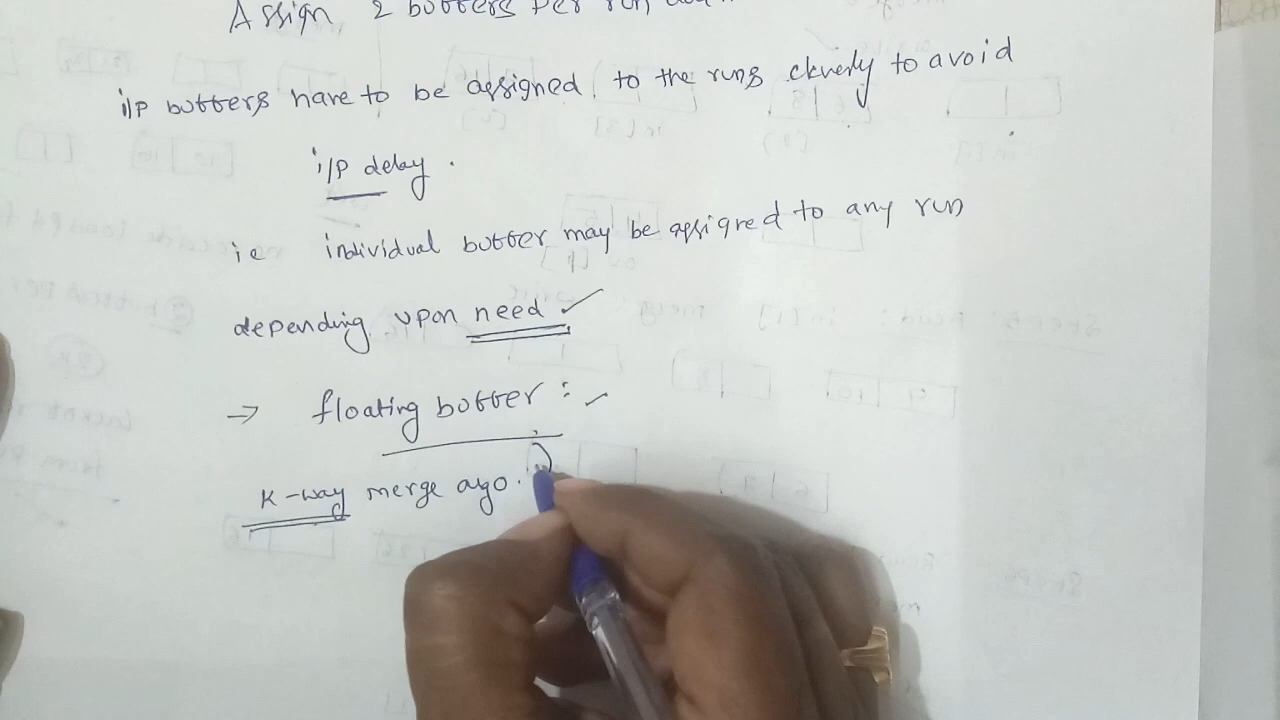 Assign 2 buffers per run
i/p buffers have to be assigned to the runs cleverly to avoid
i/p delay.
ie individual buffer may be assigned to any run
depending upon need ✓
→ floating buffer : ✓
K-way merge algo.